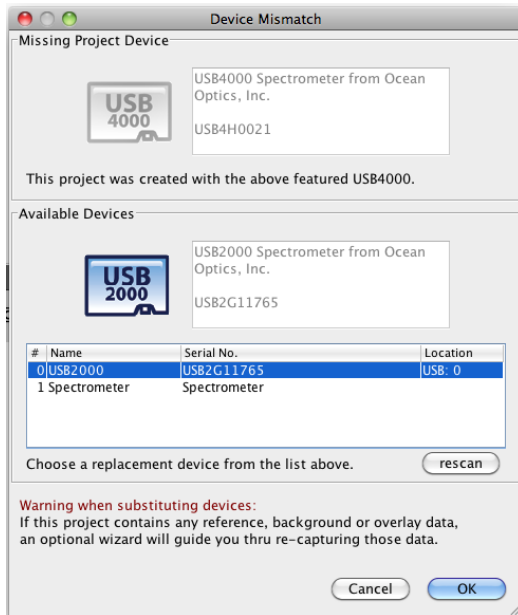 Device Mismatch
Missing Project Device
USB
4000
USB4000 Spectrometer from Ocean
Optics, Inc.
USB4H0021
This project was created with the above featured USB4000.
Available Devices
USB
2000
USB2000 Spectrometer from Ocean
Optics, Inc.
USB2G11765
# Name Serial No. Location
0 USB2000 USB2G11765 USB: 0
1 Spectrometer Spectrometer
Choose a replacement device from the list above.
rescan
Warning when substituting devices:
If this project contains any reference, background or overlay data,
an optional wizard will guide you thru re-capturing those data.
Cancel OK